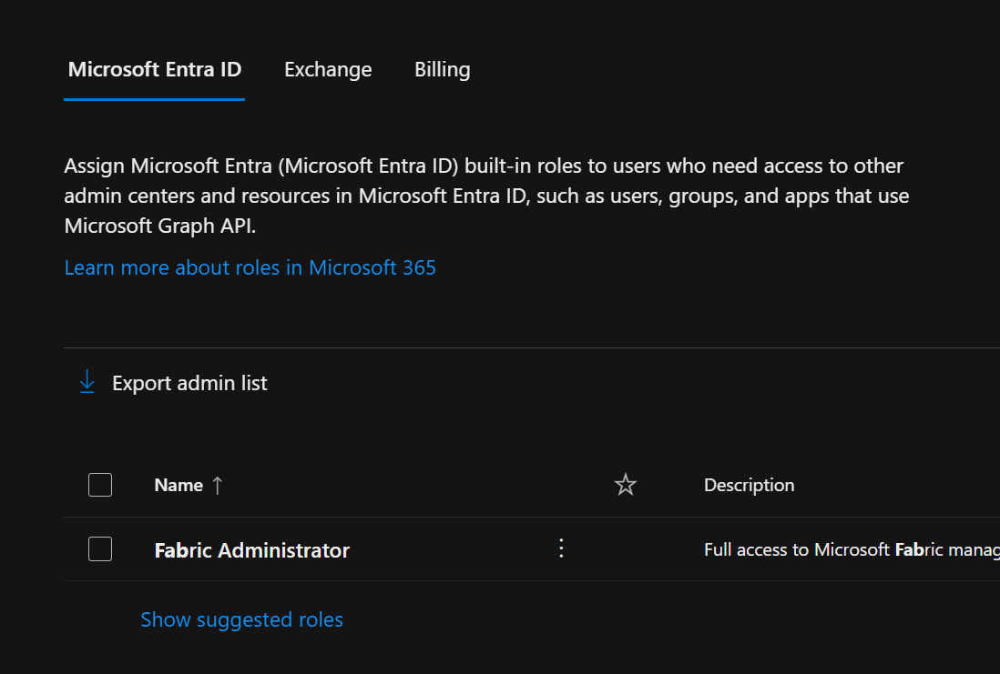 Microsoft Entra ID Exchange Billing
Assign Microsoft Entra (Microsoft Entra ID) built-in roles to users who need access to other
admin centers and resources in Microsoft Entra ID, such as users, groups, and apps that use
Microsoft Graph API.
Learn more about roles in Microsoft 365
Export admin list
Name ↑ Description
Fabric Administrator Full access to Microsoft Fabric manag
Show suggested roles